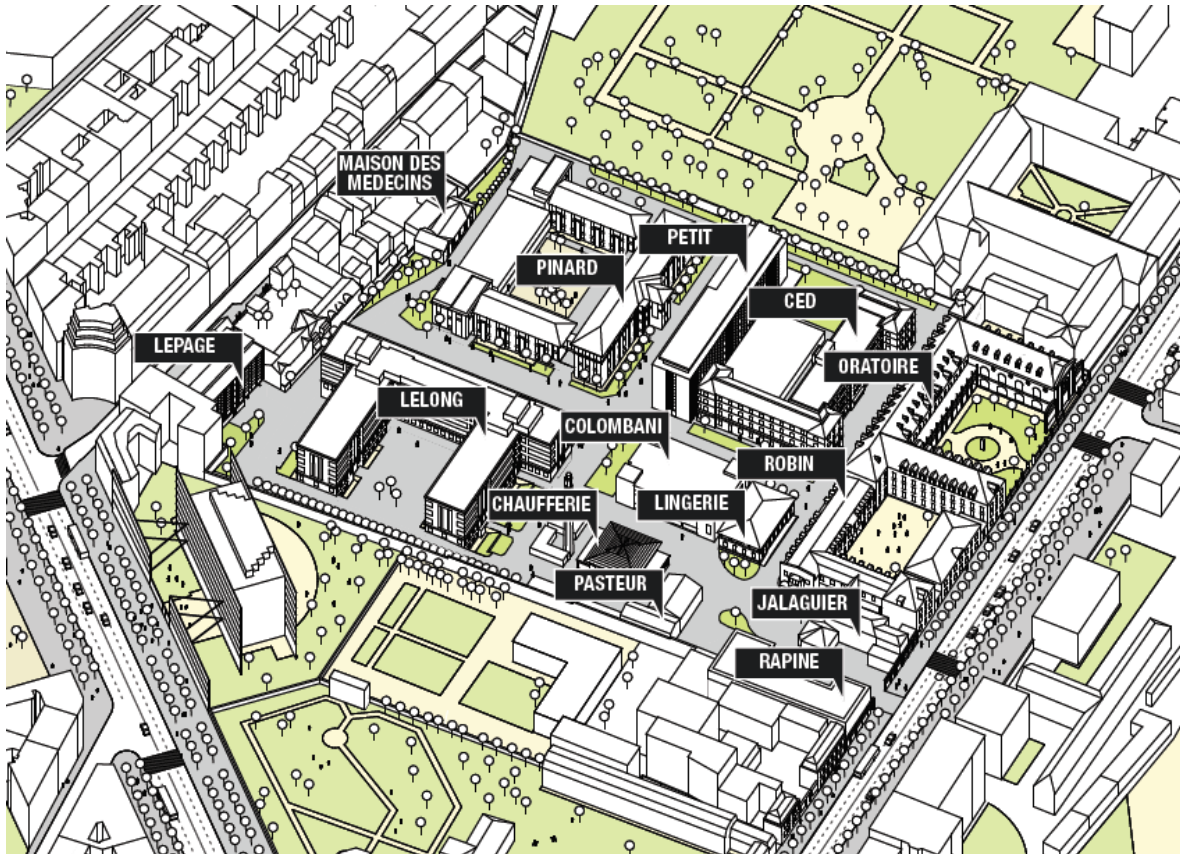 MAISON DES
MEDECINS
PETIT
PINARD
CED
LEPAGE
ORATOIRE
LELONG
COLOMBANI
ROBIN
CHAUFFERIE
LINGERIE
PASTEUR
JALAGUIER
RAPINE